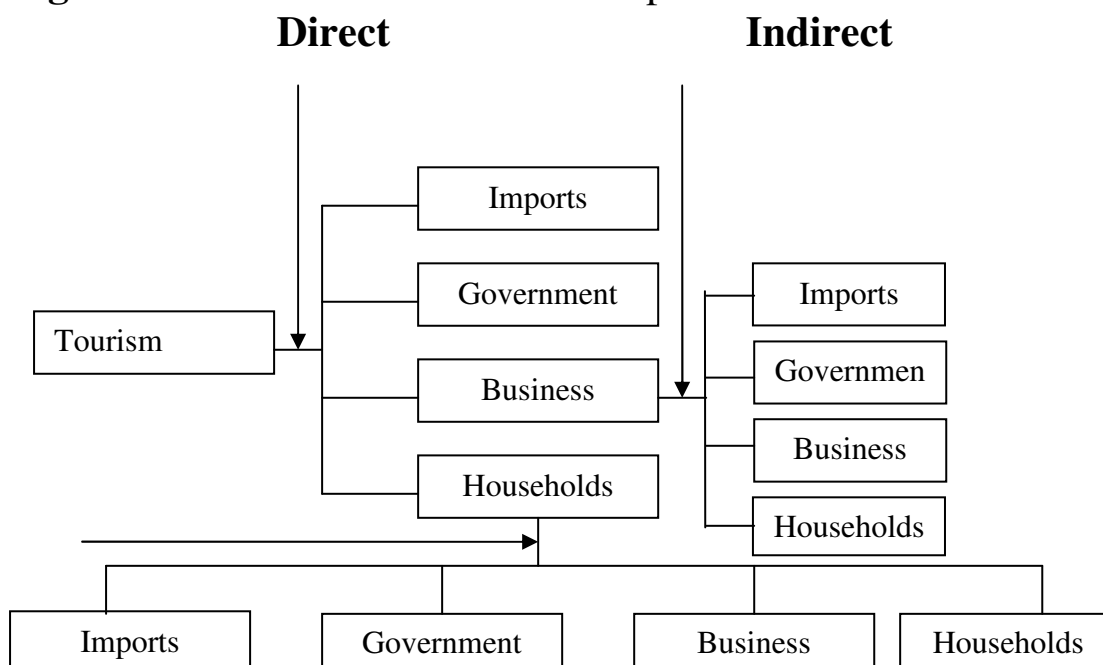 Direct Indirect
Imports
Government
Imports
Tourism
Governmen
Business
Business
Households
Households
Imports Government Business Households